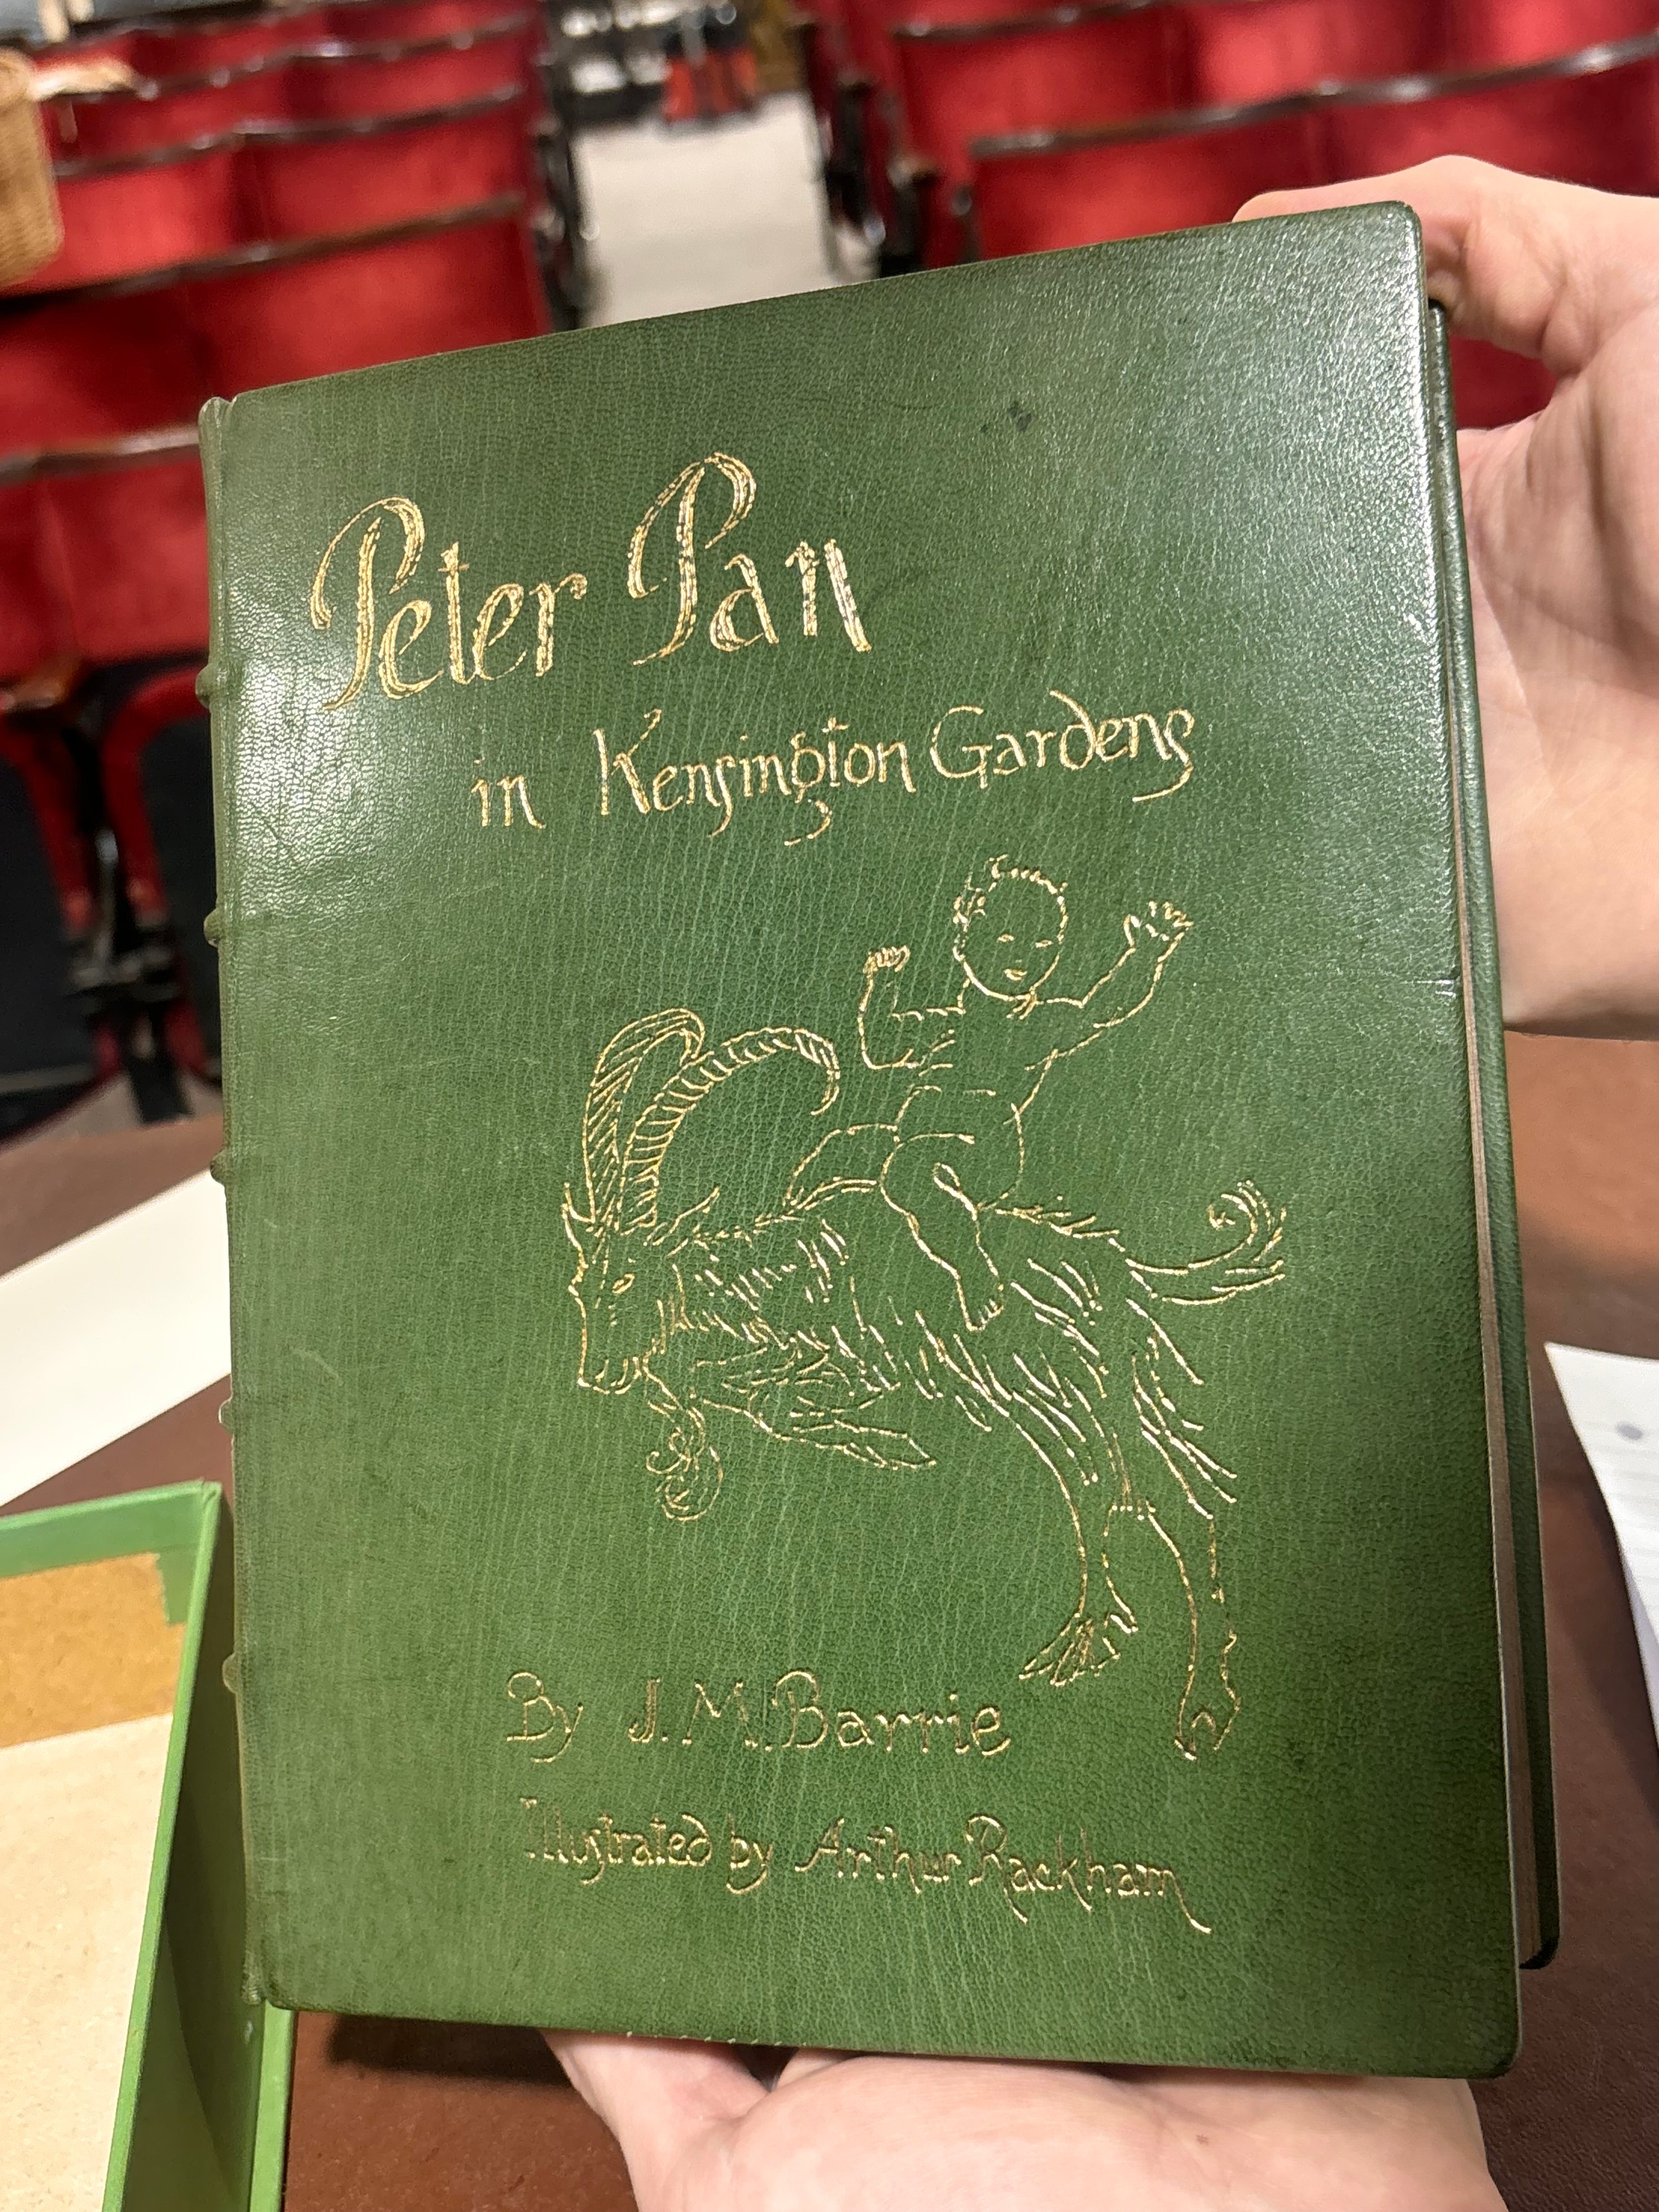 Peter Pan
in Kensington Gardens
By J. M. Barrie
Illustrated by Arthur Rackham